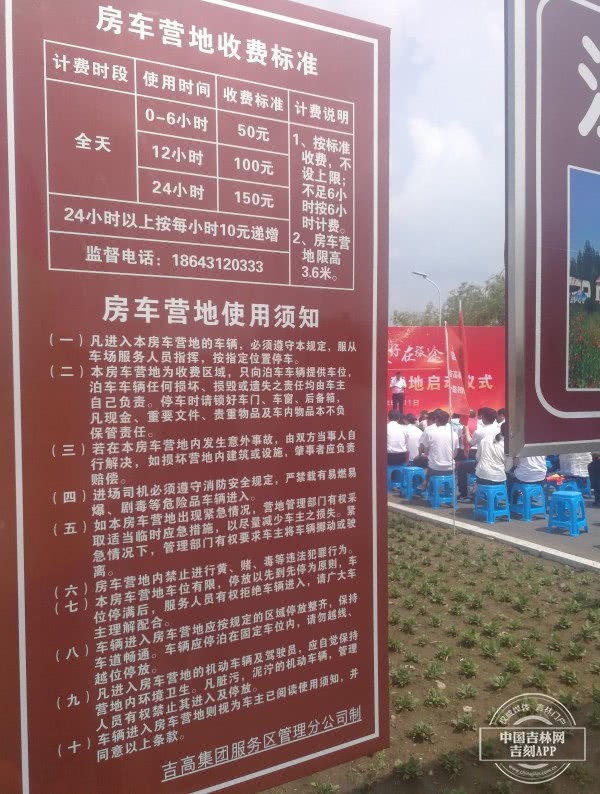 房车营地收费标准
计费时段 使用时间 收费标准 计费说明
全天
0-6小时 50元
12小时 100元
24小时 150元
24小时以上按每小时10元递增
监督电话：18643120333
1、按标准
收费，不
设上限；
不足6小
时按6小
时计费。
2、房车营
地限高
3.6米。
房车营地使用须知
（一）凡进入本房车营地的车辆，必须遵守本规定，服从
车场服务人员指挥，按指定位置停车。
（二）本房车营地为收费区域，只向泊车车辆提供车位，
泊车车辆任何损坏、损毁或遗失之责任均由车主
自己负责。停车时请锁好车门、车窗、后备箱，
凡现金、重要文件、贵重物品及车内物品本不负
保管责任。
（三）若在本房车营地内发生意外事故，由双方当事人自
行解决，如损坏营地内建筑或设施，肇事者应负责
赔偿。
（四）进场司机必须遵守消防安全规定，严禁载有易燃易
爆、剧毒等危险品车辆进入。
（五）如本房车营地出现紧急情况，营地管理部门有权采
取适当临时应急措施，以尽量减少车主之损失。紧
急情况下，管理部门有权要求车主将车辆挪动或驶
离。
（六）房车营地内禁止进行黄、赌、毒等违法犯罪行为。
（七）本房车营地车位有限，停放以先到先停为原则，车
位停满后，服务人员有权拒绝车辆进入，请广大车
主理解配合。
（八）车辆进入房车营地应按规定的区域停放整齐，保持
车道畅通。车辆应停泊在固定车位内，请勿越线、
越位停放。
（九）凡进入房车营地的机动车辆及驾驶员，应自觉保持
营地内环境卫生。凡脏污，泥泞的机动车辆，管理
人员有权禁止其进入及停放。
（十）车辆进入房车营地则视为车主已阅读使用须知，并
同意以上条款。
吉高集团服务区管理分公司制
好在旅途
地启动仪式
权威媒体 吉林门户
中国吉林网
吉刻APP